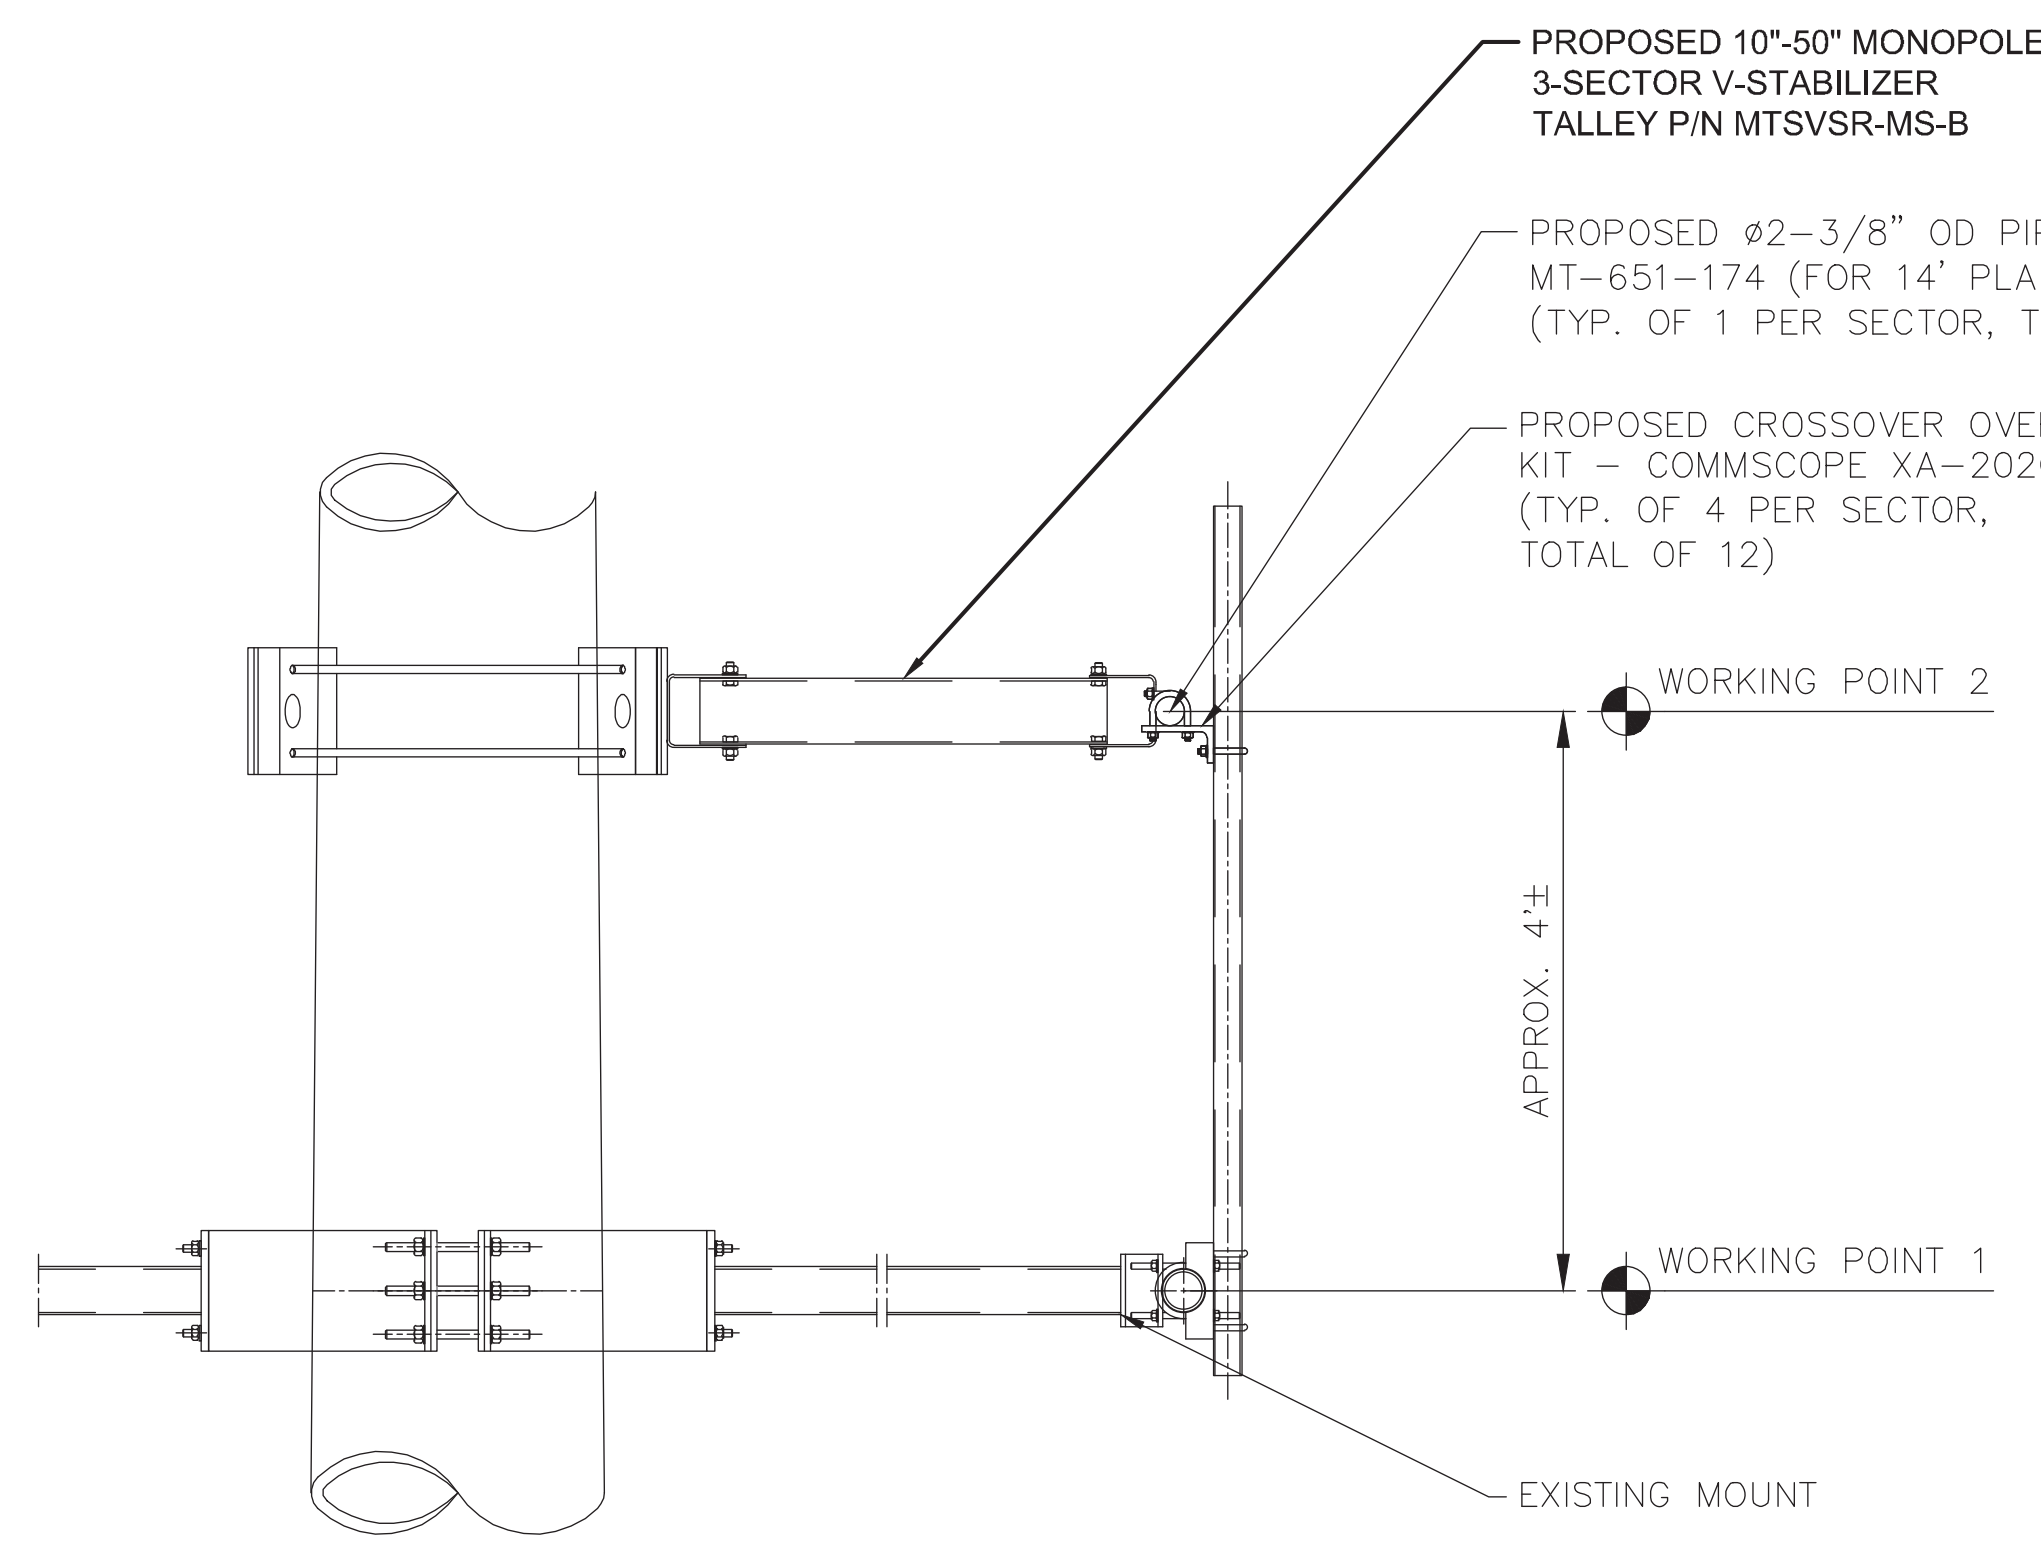 PROPOSED 10"-50" MONOPOLE
3-SECTOR V-STABILIZER
TALLEY P/N MTSVSR-MS-B
PROPOSED ø2-3/8” OD
MT-651-174 (FOR 14’
(TYP. OF 1 PER SECTOR,
PROPOSED CROSSOVER
KIT - COMMSCOPE
(TYP. OF 4 PER SECTOR,
TOTAL OF 12)
WORKING POINT 2
APPROX. 4’±
WORKING POINT 1
EXISTING MOUNT